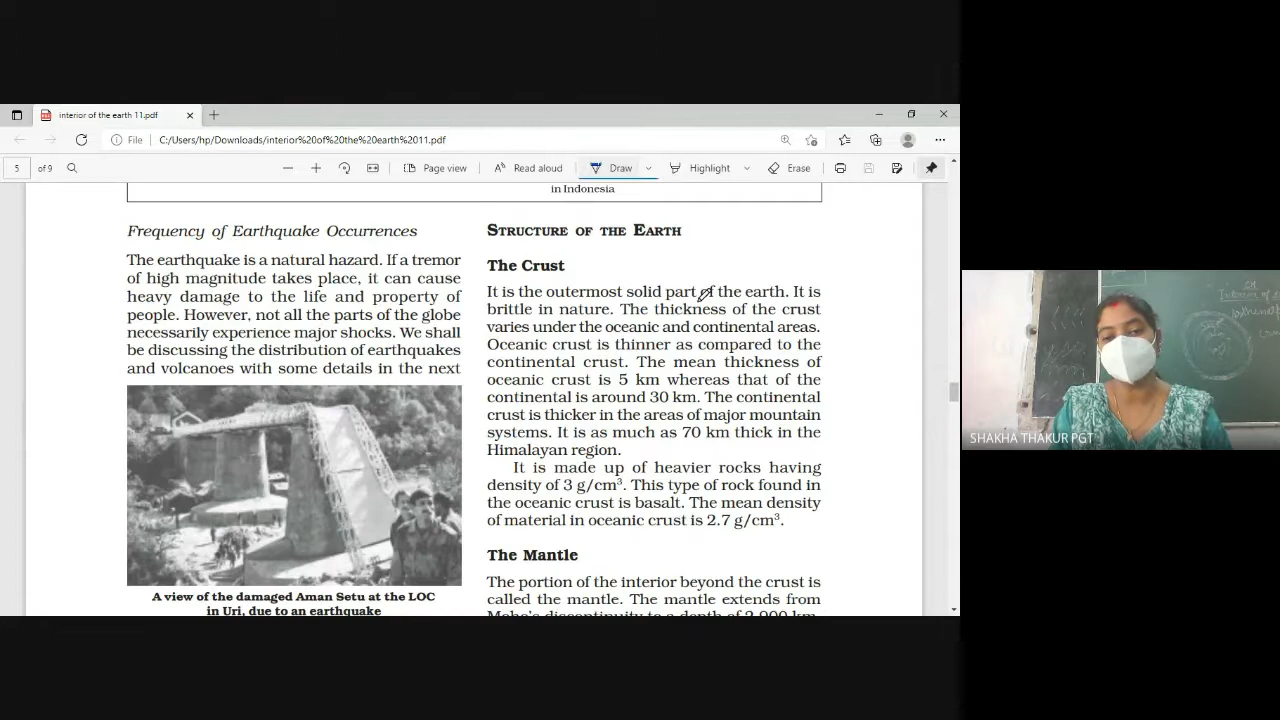 interior of the earth 11.pdf
File
C:/Users/hp/Downloads/interior%20of%20the%20earth%2011.pdf
5 of 9
Page view
Read aloud
Draw
Highlight
Erase
in Indonesia
Frequency of Earthquake Occurrences
The earthquake is a natural hazard. If a tremor
of high magnitude takes place, it can cause
heavy damage to the life and property of
people. However, not all the parts of the globe
necessarily experience major shocks. We shall
be discussing the distribution of earthquakes
and volcanoes with some details in the next
A view of the damaged Aman Setu at the LOC
in Uri, due to an earthquake
STRUCTURE OF THE EARTH
The Crust
It is the outermost solid part of the earth. It is
brittle in nature. The thickness of the crust
varies under the oceanic and continental areas.
Oceanic crust is thinner as compared to the
continental crust. The mean thickness of
oceanic crust is 5 km whereas that of the
continental is around 30 km. The continental
crust is thicker in the areas of major mountain
systems. It is as much as 70 km thick in the
Himalayan region.
It is made up of heavier rocks having
density of 3 g/cm³. This type of rock found in
the oceanic crust is basalt. The mean density
of material in oceanic crust is 2.7 g/cm³.
The Mantle
The portion of the interior beyond the crust is
called the mantle. The mantle extends from
Moho's discontinuity to a depth of 2,900 km.
SHAKHA THAKUR PGT